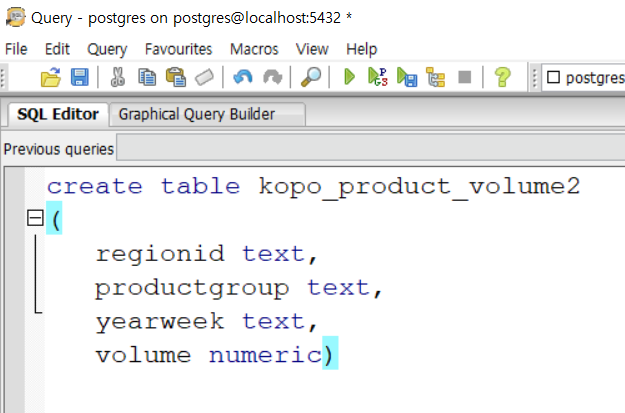 Query - postgres on postgres@localhost:5432 *
File Edit Query Favourites Macros View Help
postgres
SQL Editor Graphical Query Builder
Previous queries
create table kopo_product_volume2
(
regionid text,
productgroup text,
yearweek text,
volume numeric)